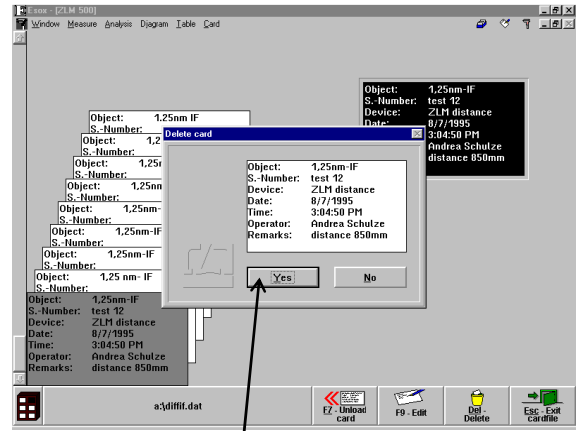 Esox - [ZLM 500]
Window Measure Analysis Djagram Table Card
Object: 1,25nm-IF
S.-Number: test 12
Device: ZLM distance
Date: 8/7/1995
3:04:50 PM
Andrea Schulze
distance 850mm
Object: 1.25nm IF
S.-Number:
Object: 1,2
S.-Number:
Object: 1,25r
S.-Number:
Object: 1,25nn
S.-Number:
Object: 1,25nm-
S.-Number:
Object: 1,25nm-IF
S.-Number:
Object: 1,25nm-IF
S.-Number:
Object: 1,25 nm- IF
S.-Number:
Object: 1,25nm-IF
S.-Number: test 12
Device: ZLM distance
Date: 8/7/1995
Time: 3:04:50 PM
Operator: Andrea Schulze
Remarks: distance 850mm
Delete card
Object: 1,25nm-IF
S.-Number: test 12
Device: ZLM distance
Date: 8/7/1995
Time: 3:04:50 PM
Operator: Andrea Schulze
Remarks: distance 850mm
Yes
No
a:\diffif.dat
F7 - Unload
card
F9 - Edit
Del -
Delete
Esc - Exit
cardfile